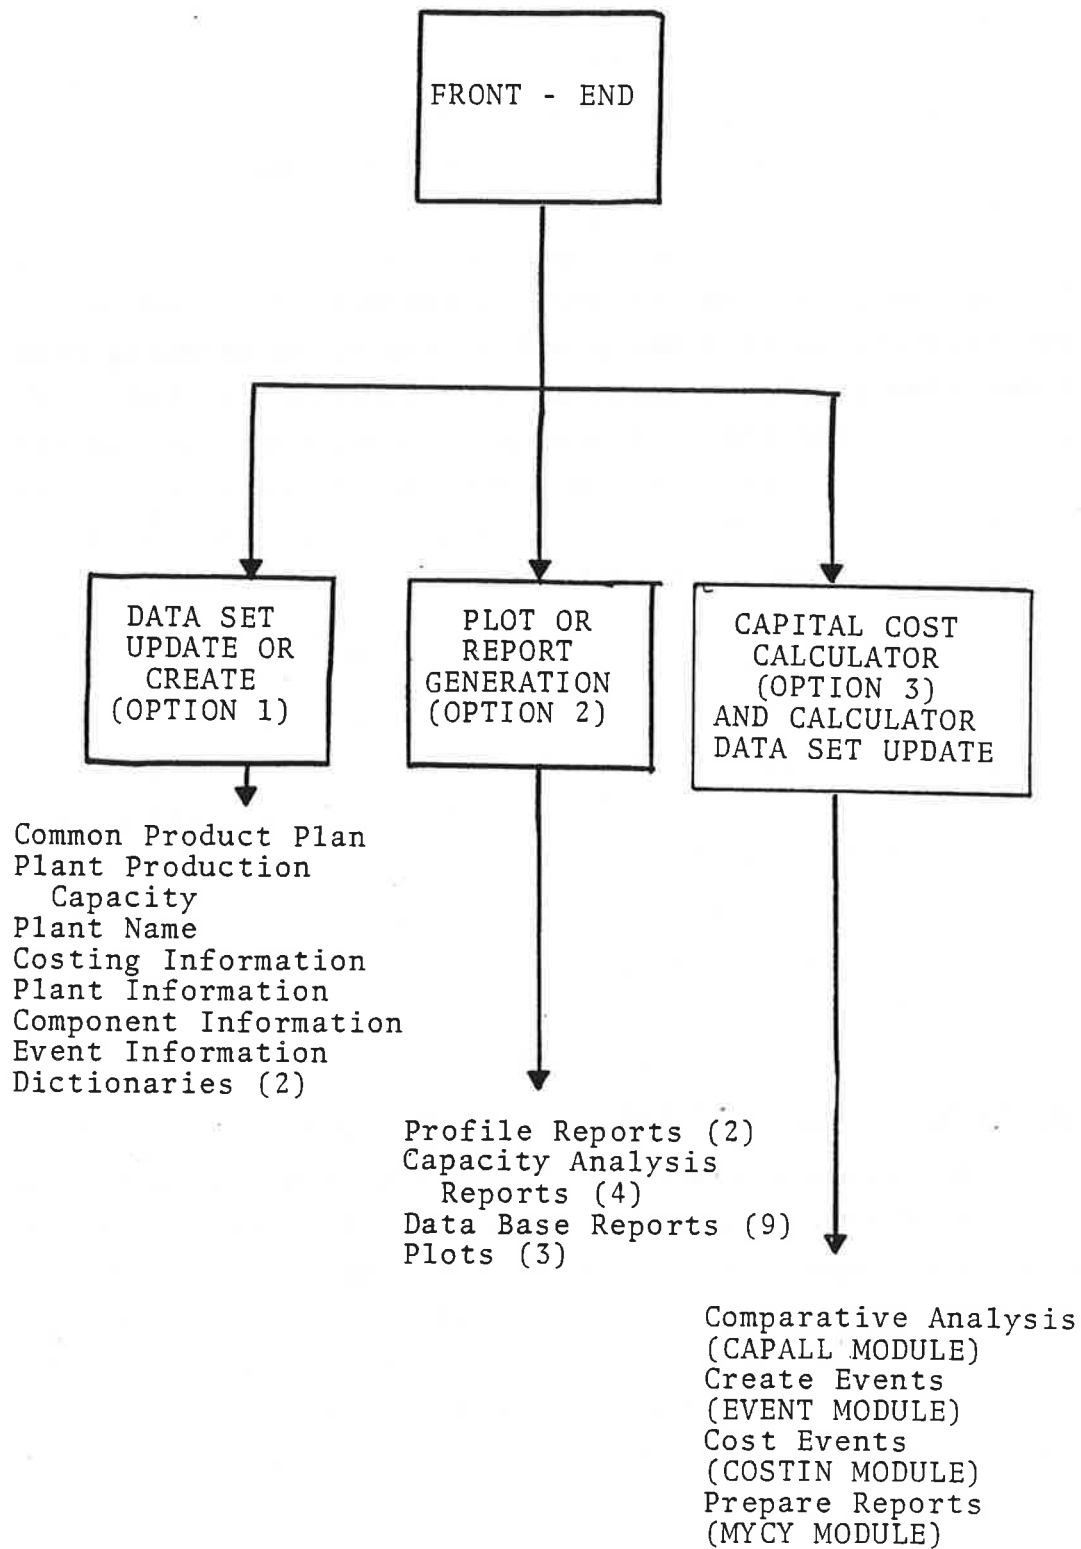 FRONT - END
DATA SET
UPDATE OR
CREATE
(OPTION 1)
PLOT OR
REPORT
GENERATION
(OPTION 2)
CAPITAL COST
CALCULATOR
(OPTION 3)
AND CALCULATOR
DATA SET UPDATE
Common Product Plan
Plant Production
Capacity
Plant Name
Costing Information
Plant Information
Component Information
Event Information
Dictionaries (2)
Profile Reports (2)
Capacity Analysis
Reports (4)
Data Base Reports (9)
Plots (3)
Comparative Analysis
(CAPALL MODULE)
Create Events
(EVENT MODULE)
Cost Events
(COSTIN MODULE)
Prepare Reports
(MYCY MODULE)